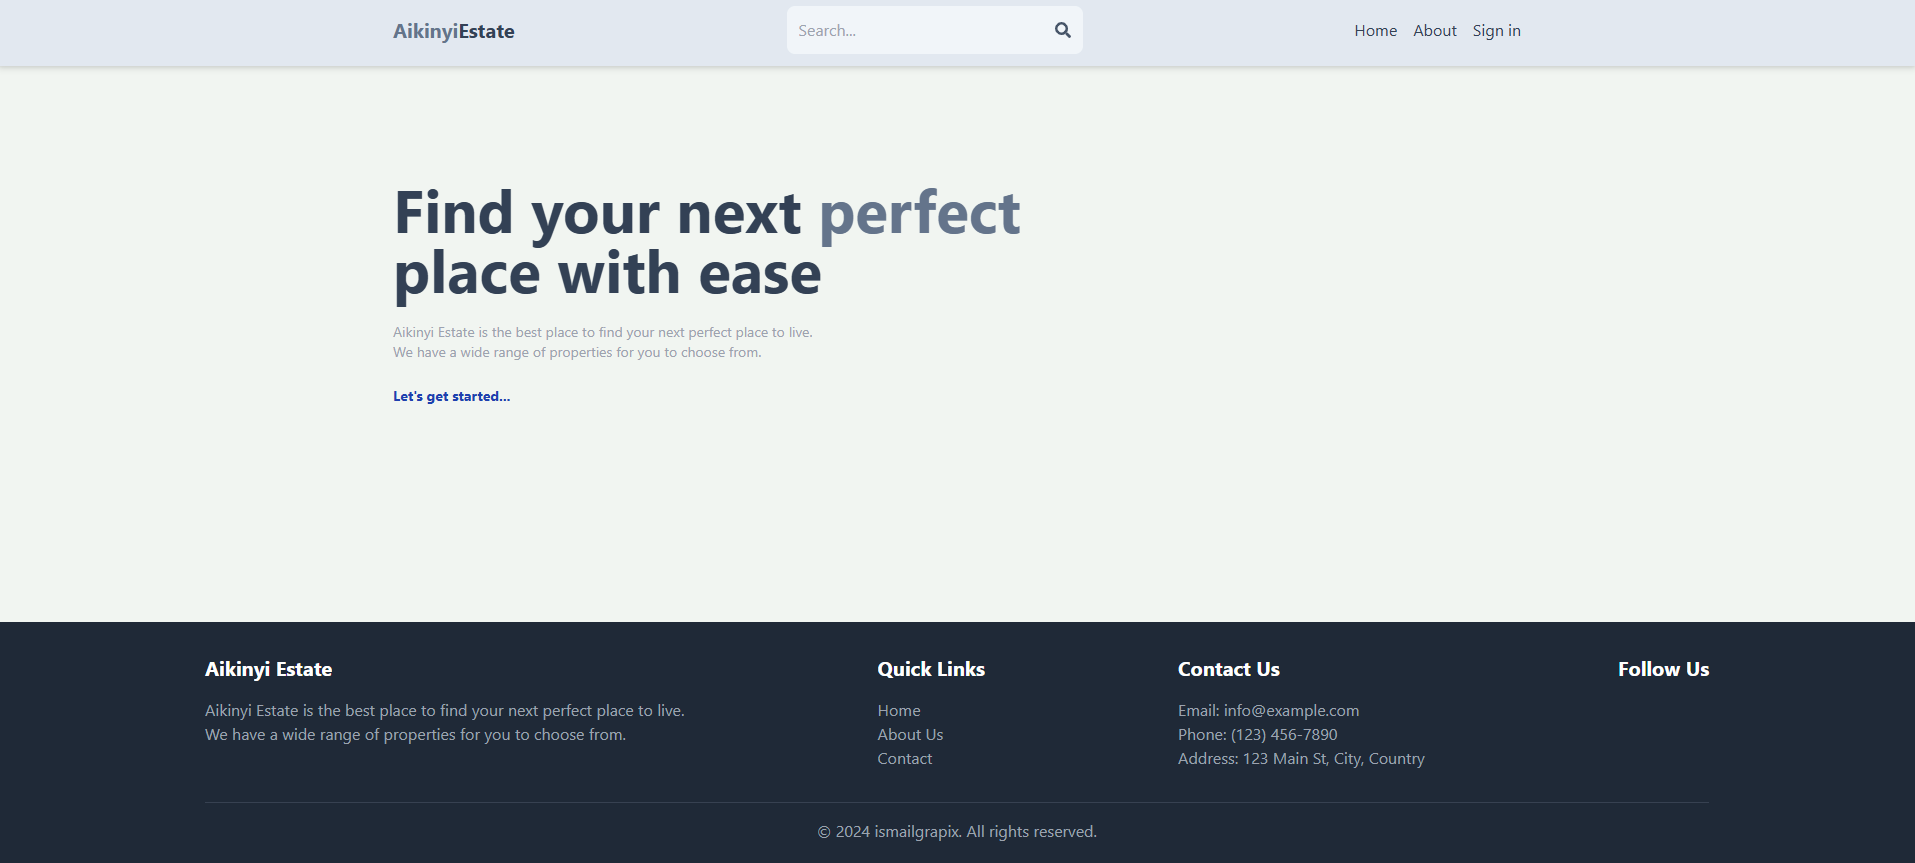 AikinyiEstate
Search...
Home About Sign in
Find your next perfect
place with ease
Aikinyi Estate is the best place to find your next perfect place to live.
We have a wide range of properties for you to choose from.
Let's get started...
Aikinyi Estate
Aikinyi Estate is the best place to find your next perfect place to live.
We have a wide range of properties for you to choose from.
Quick Links
Home
About Us
Contact
Contact Us
Email: info@example.com
Phone: (123) 456-7890
Address: 123 Main St, City, Country
Follow Us
© 2024 ismailgrapix. All rights reserved.